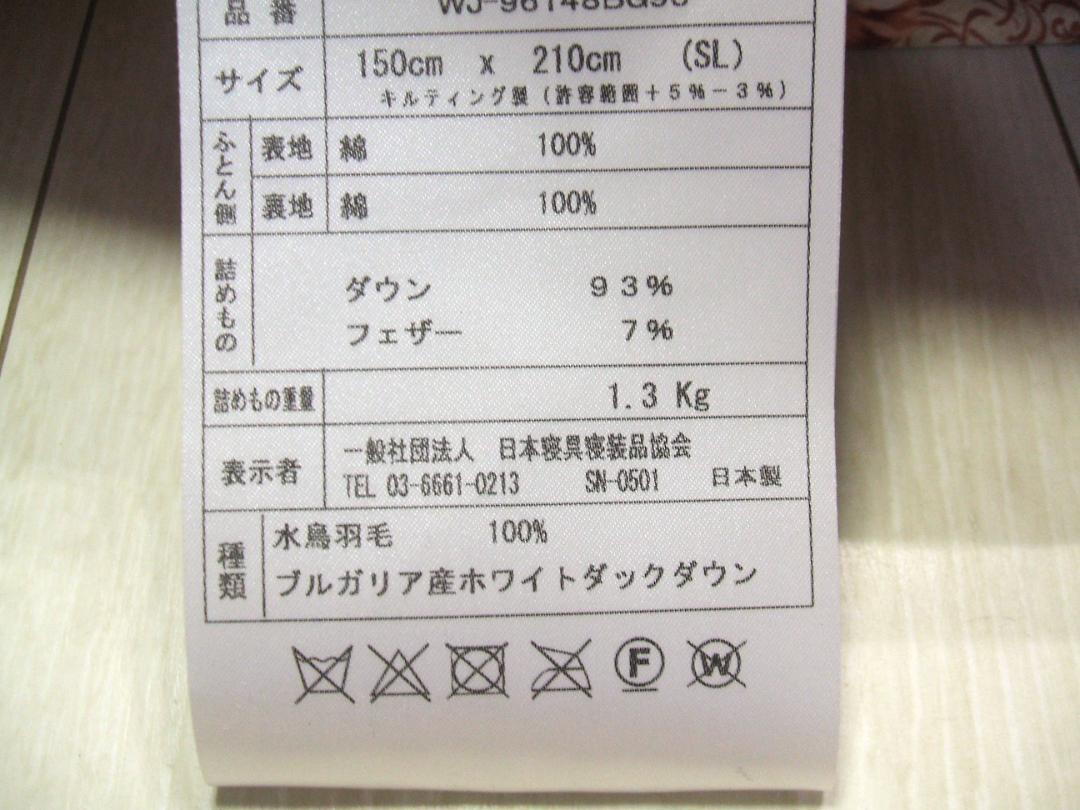 品番
サイズ 150cm x 210cm (SL)
キルティング製(許容範囲+5%-3%)
ふとん側 表地 綿 100%
裏地 綿 100%
詰めもの ダウン 93%
フェザー 7%
詰めもの重量 1.3 Kg
表示者 一般社団法人 日本寝具寝装品協会
TEL 03-6661-0213 SN-0501 日本製
種類 水鳥羽毛 100%
ブルガリア産ホワイトダックダウン
F W